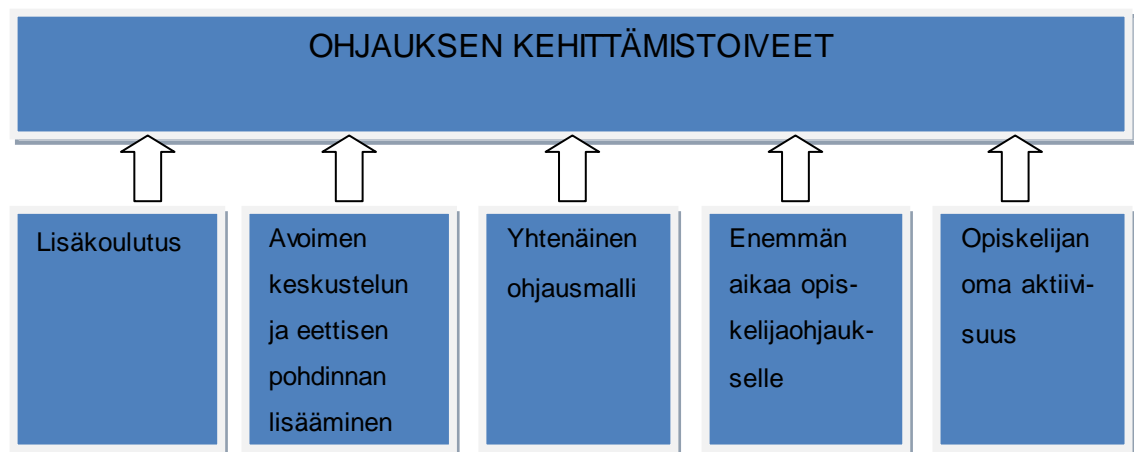 OHJAUKSEN KEHITTÄMISTOIVEET
Lisäkoulutus
Avoimen
keskustelun
ja eettisen
pohdinnan
lisääminen
Yhtenäinen
ohjausmalli
Enemmän
aikaa opis-
kelijaohjauk-
selle
Opiskelijan
oma aktiivi-
suus